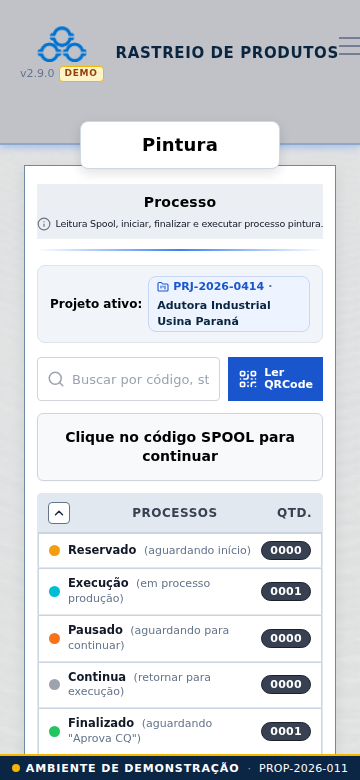 RASTREIO DE PRODUTOS
v2.9.0 DEMO
Pintura
Processo
Leitura Spool, iniciar, finalizar e executar processo pintura.
Projeto ativo:
PRJ-2026-0414 ·
Adutora Industrial
Usina Paraná
Buscar por código, st
Ler
QRCode
Clique no código SPOOL para
continuar
PROCESSOS QTD.
Reservado (aguardando início) 0000
Execução (em processo
produção) 0001
Pausado (aguardando para
continuar) 0000
Continua (retornar para
execução) 0000
Finalizado (aguardando
"Aprova CQ") 0001
AMBIENTE DE DEMONSTRAÇÃO · PROP-2026-011